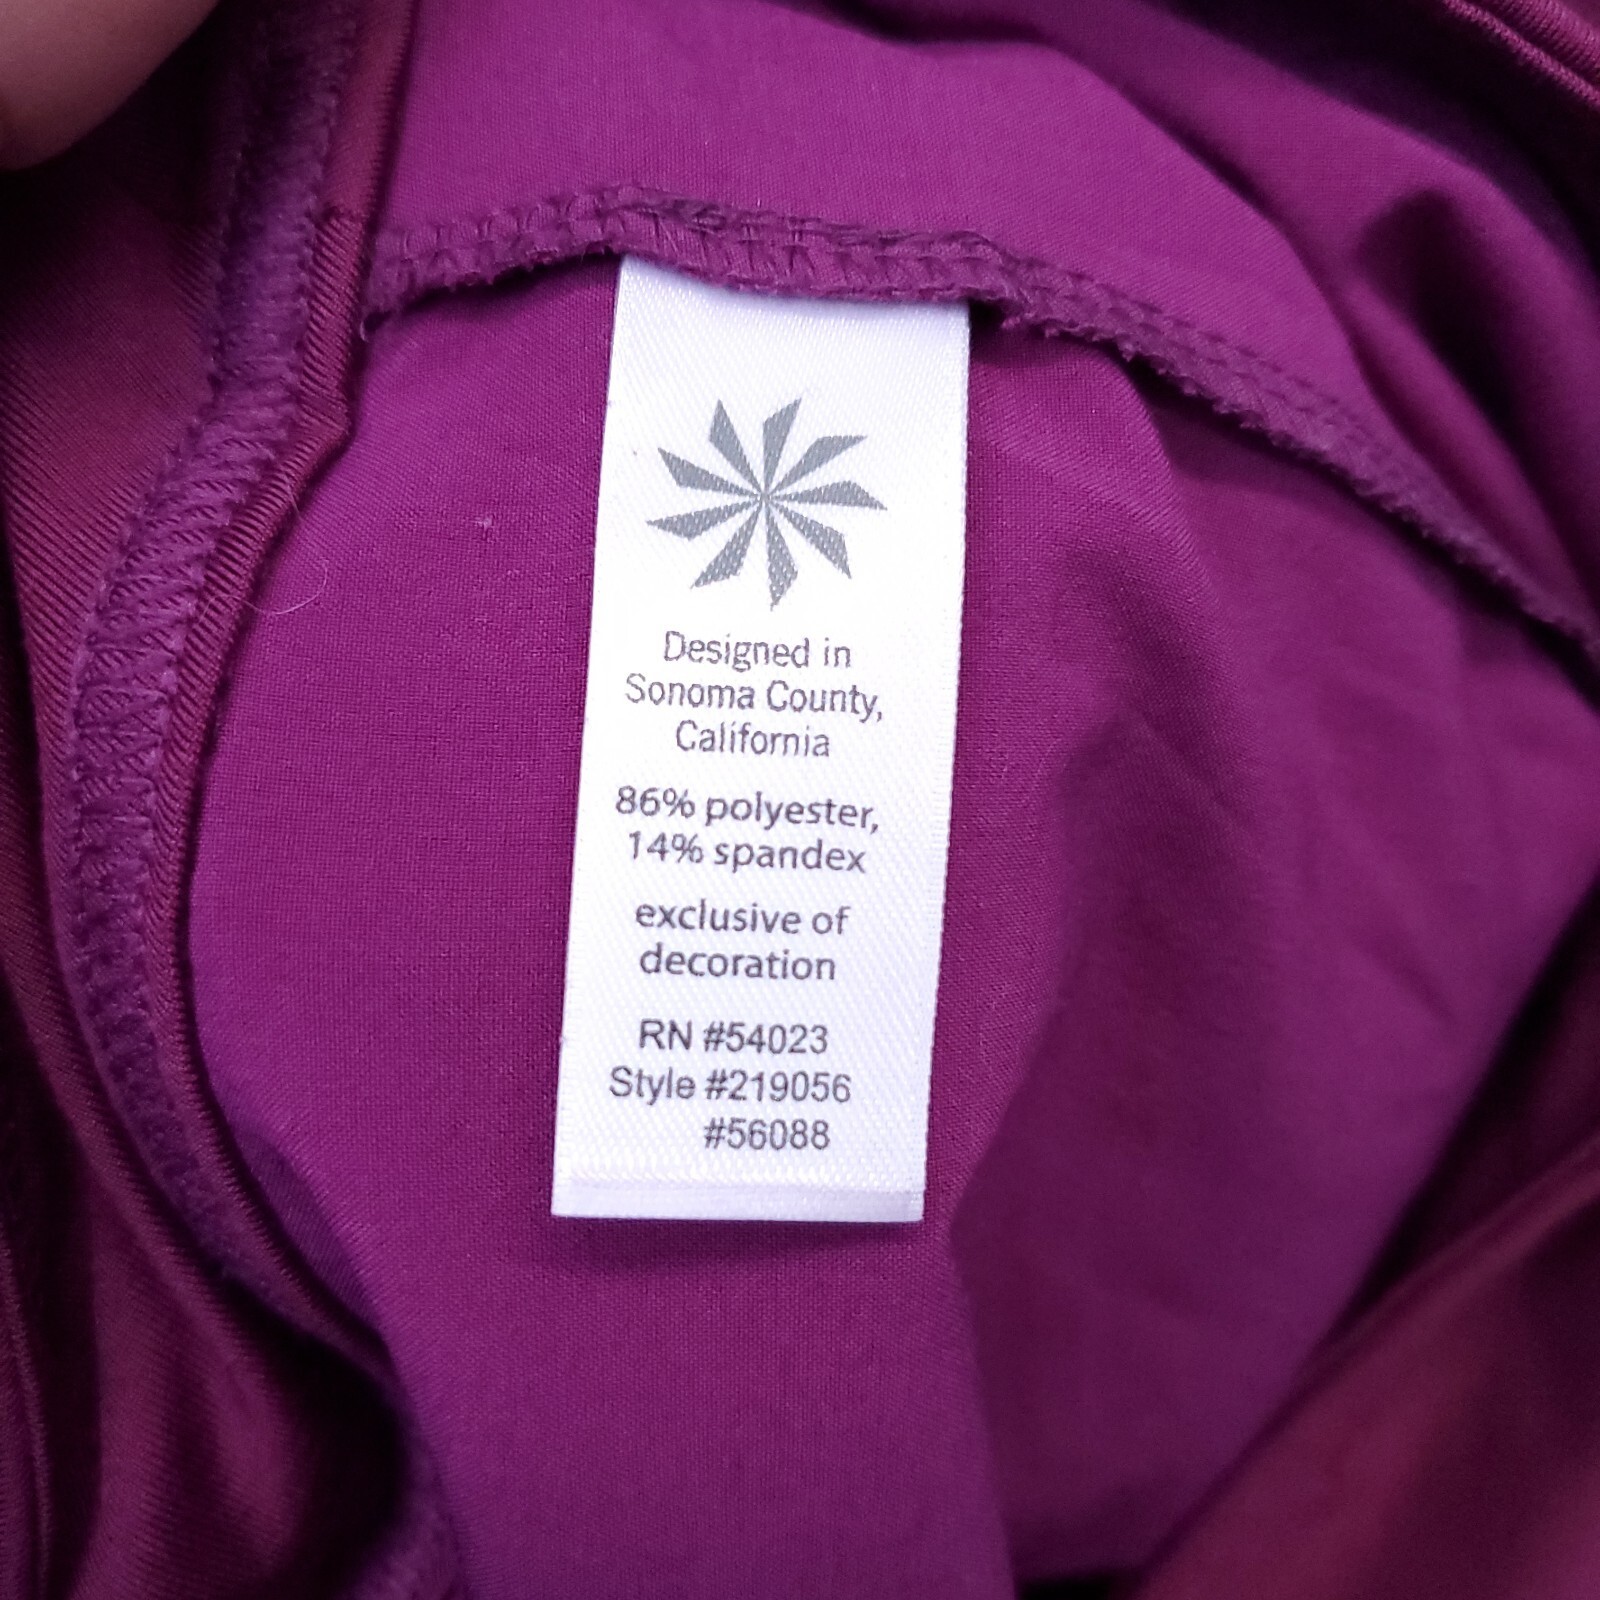 Designed in
Sonoma County,
California
86% polyester,
14% spandex
exclusive of
decoration
RN #54023
Style #219056
#56088